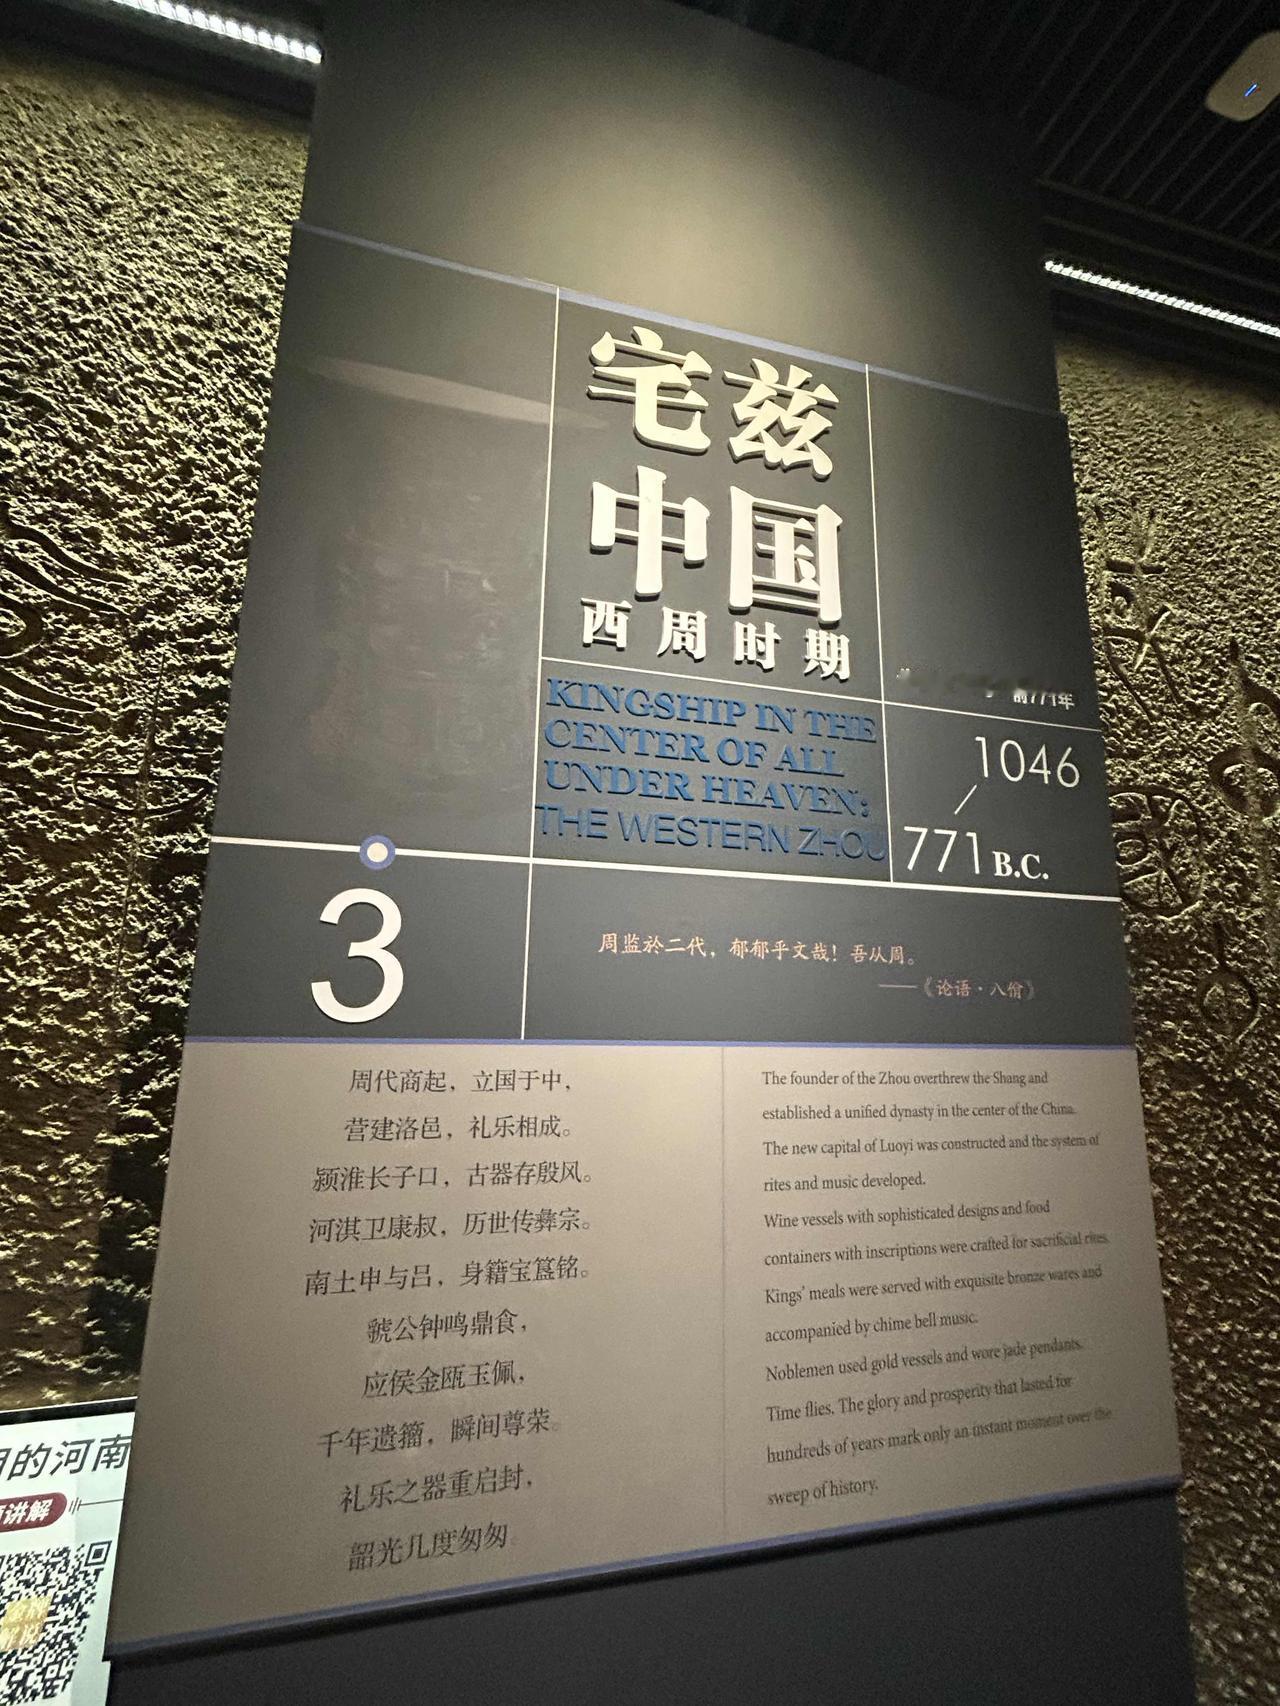 宅兹
中国
西周时期
KINGSHIP IN THE
CENTER OF ALL
UNDER HEAVEN:
THE WESTERN ZHOU
前771年
1046
771 B.C.
3
周监於二代，郁郁乎文哉！吾从周。
——《论语·八佾》
周代商起，立国于中，
营建洛邑，礼乐相成。
颍淮长子口，古器存殷风。
河淇卫康叔，历世传彝宗。
南土申与吕，身籍宝簋铭。
虢公钟鸣鼎食，
应侯金瓯玉佩，
千年遗籀，瞬间尊荣。
礼乐之器重启封，
韶光几度匆匆
The founder of the Zhou overthrew the Shang and
established a unified dynasty in the center of the China.
The new capital of Luoyi was constructed and the system of
rites and music developed.
Wine vessels with sophisticated designs and food
containers with inscriptions were crafted for sacrificial rites.
Kings' meals were served with exquisite bronze wares and
accompanied by chime bell music.
Noblemen used gold vessels and wore jade pendants.
Time flies. The glory and prosperity that lasted for
hundreds of years mark only an instant moment over the
sweep of history.
的河南
讲解